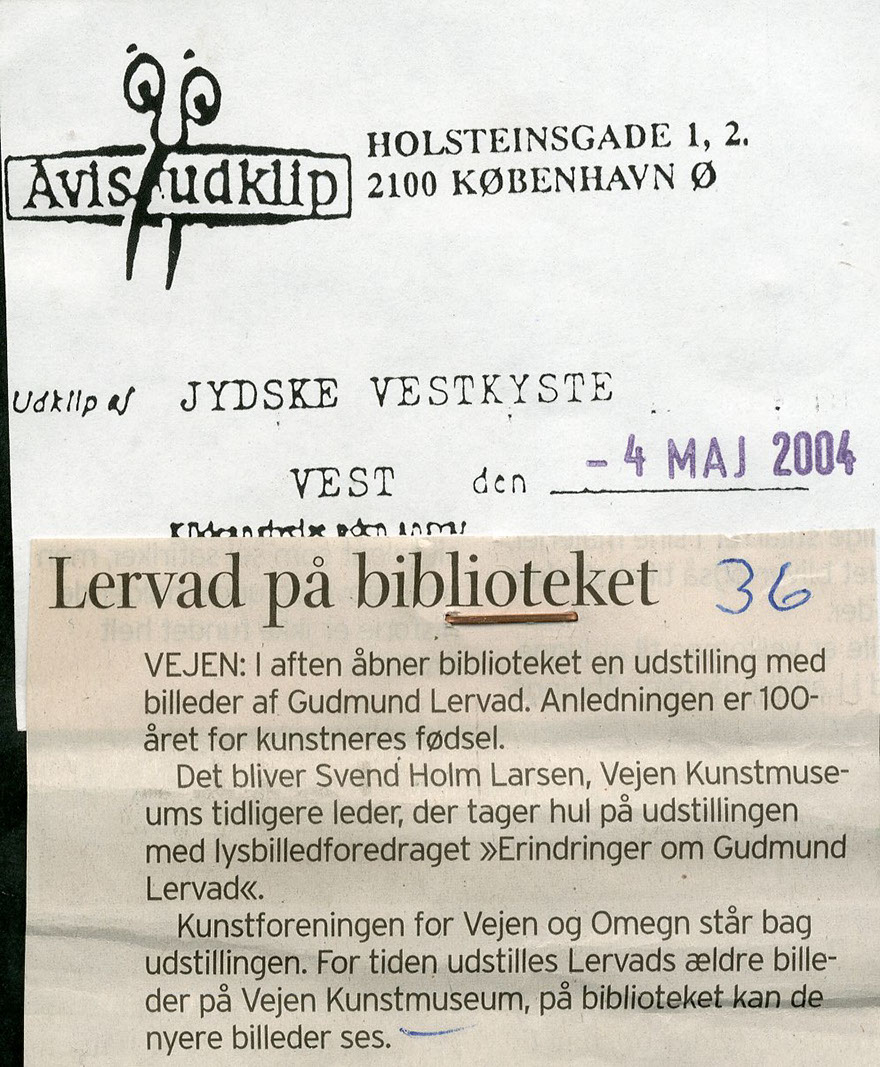 Avisudklip
HOLSTEINSGADE 1, 2.
2100 KØBENHAVN Ø
Udklip af JYDSKE VESTKYSTE
VEST den - 4 MAJ 2004
Lervad på biblioteket 36
VEJEN: I aften åbner biblioteket en udstilling med
billeder af Gudmund Lervad. Anledningen er 100-
året for kunstneres fødsel.
Det bliver Svend Holm Larsen, Vejen Kunstmuse-
ums tidligere leder, der tager hul på udstillingen
med lysbilledforedraget »Erindringer om Gudmund
Lervad«.
Kunstforeningen for Vejen og Omegn står bag
udstillingen. For tiden udstilles Lervads ældre bille-
der på Vejen Kunstmuseum, på biblioteket kan de
nyere billeder ses.